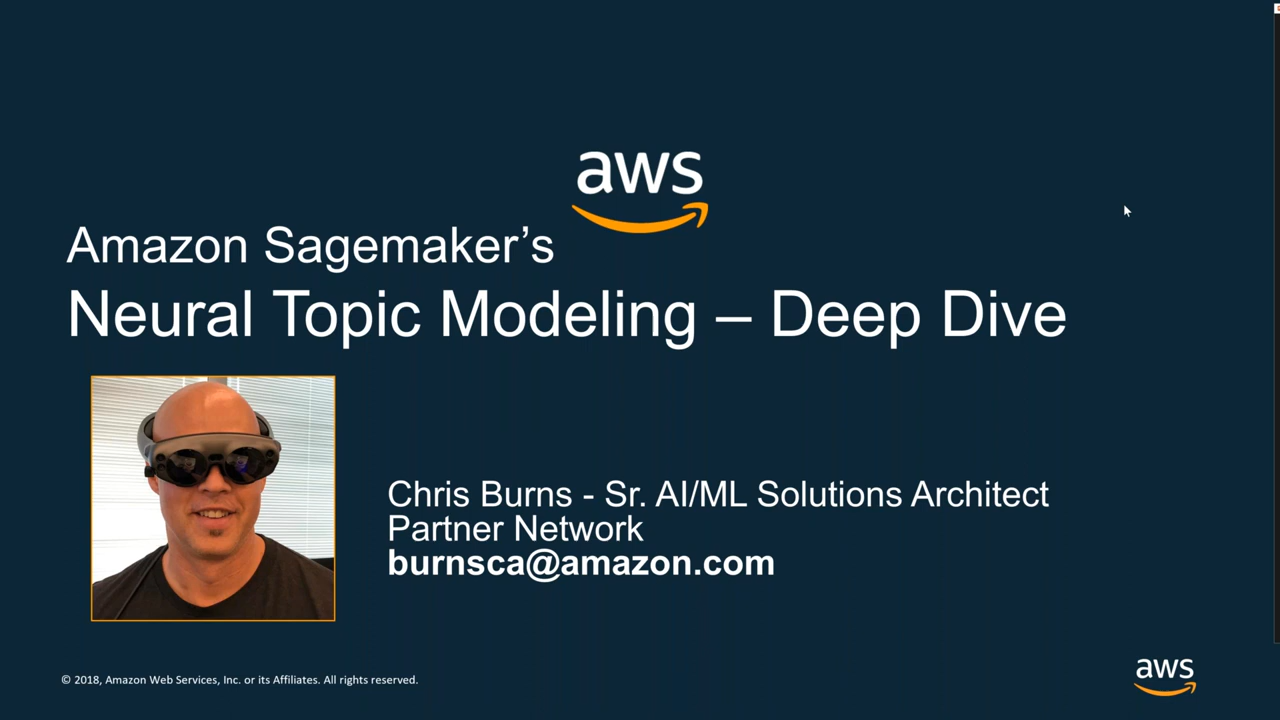 aws
Amazon Sagemaker’s
Neural Topic Modeling – Deep Dive
Chris Burns - Sr. AI/ML Solutions Architect
Partner Network
burnsca@amazon.com
© 2018, Amazon Web Services, Inc. or its Affiliates. All rights reserved.
aws